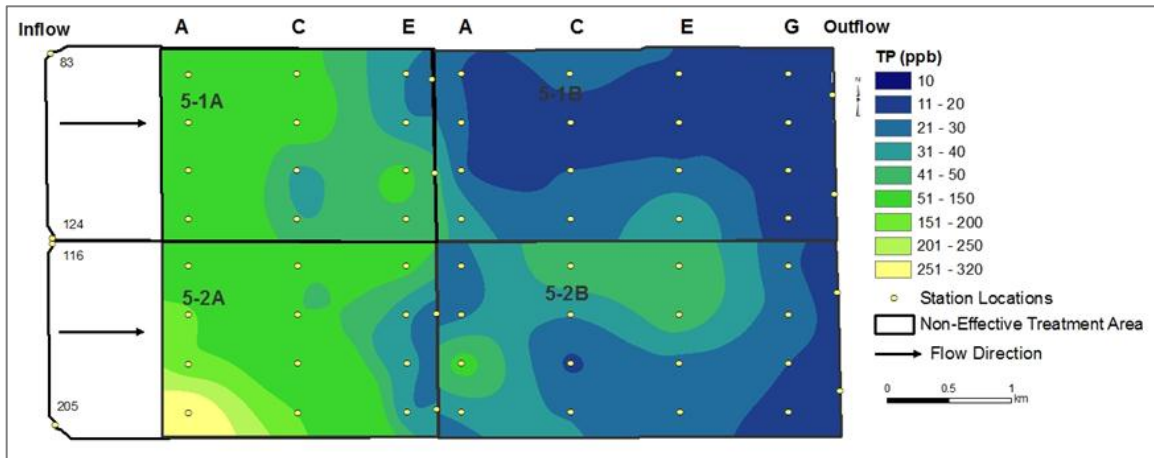 Inflow
A C E A C E G
Outflow
83
124
116
205
5-1A
5-1B
5-2A
5-2B
TP (ppb)
10
11 - 20
21 - 30
31 - 40
41 - 50
51 - 150
151 - 200
201 - 250
251 - 320
Station Locations
Non-Effective Treatment Area
Flow Direction
0 0.5 1
km